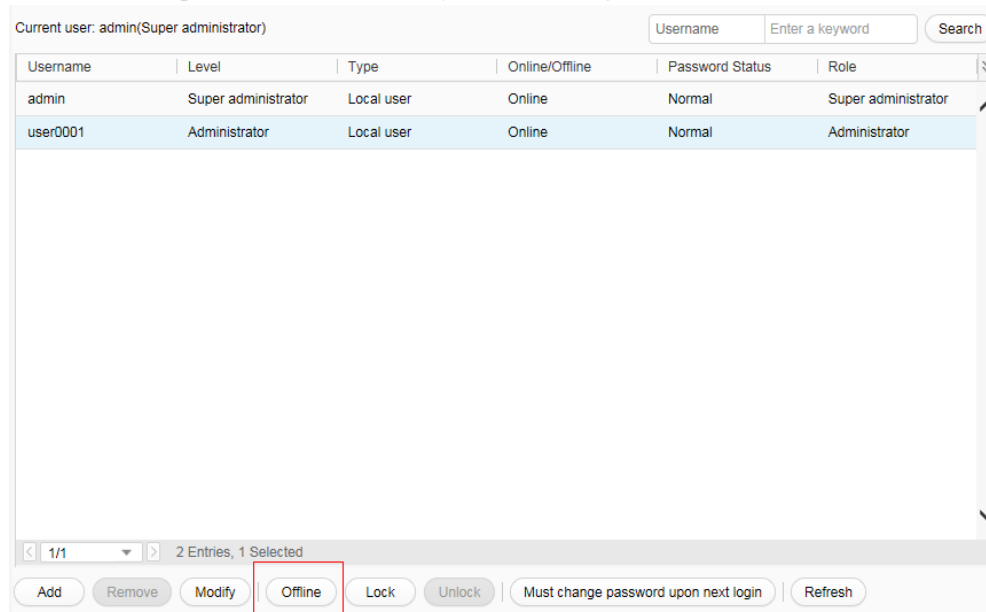 Current user: admin(Super administrator) Username Enter a keyword Search
Username Level Type Online/Offline Password Status Role
admin Super administrator Local user Online Normal Super administrator
user0001 Administrator Local user Online Normal Administrator
1/1 2 Entries, 1 Selected
Add Remove Modify Offline Lock Unlock Must change password upon next login Refresh